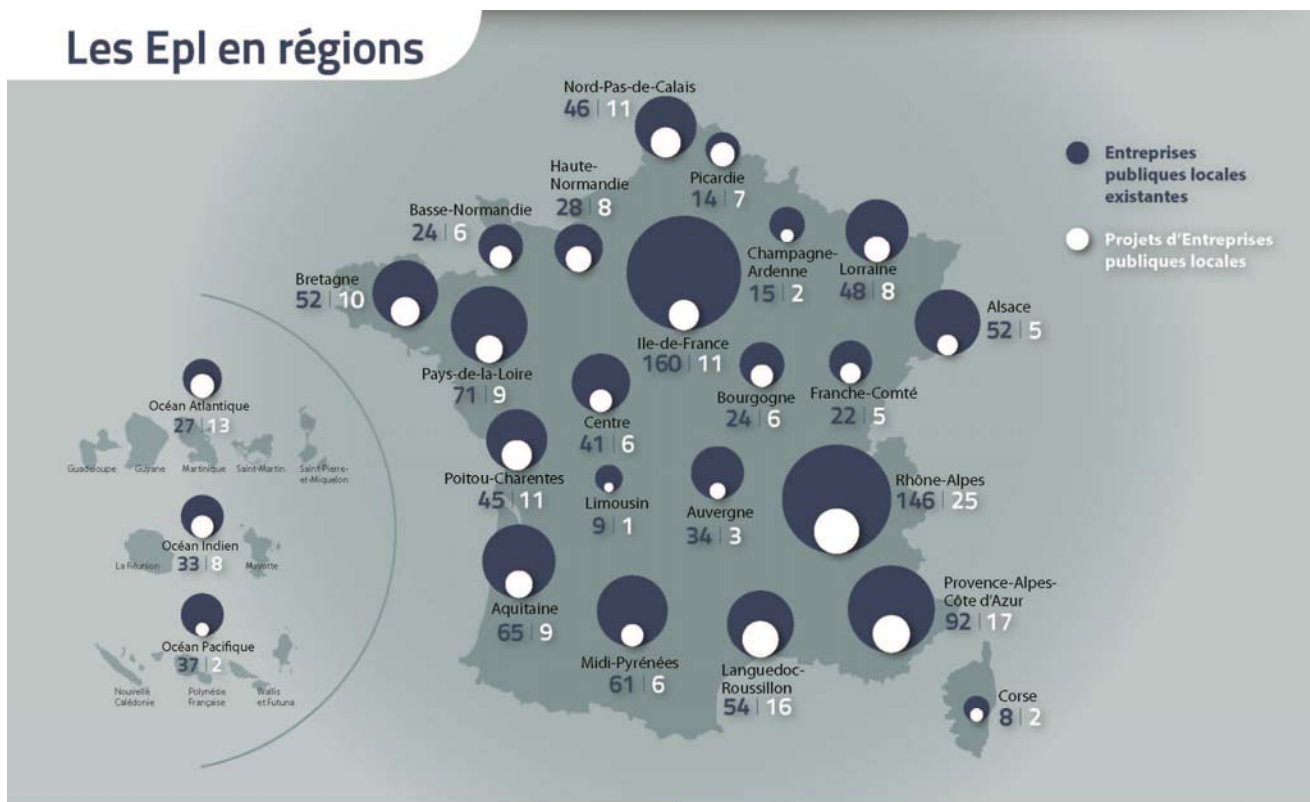 Les Epl en régions
Nord-Pas-de-Calais
46 | 11
Picardie
14 | 7
Haute-
Normandie
28 | 8
Basse-Normandie
24 | 6
Champagne-
Ardenne
15 | 2
Lorraine
48 | 8
Entreprises
publiques locales
existantes
Projets d'Entreprises
publiques locales
Bretagne
52 | 10
Alsace
52 | 5
Ile-de-France
160 | 11
Pays-de-la-Loire
71 | 9
Centre
41 | 6
Bourgogne
24 | 6
Franche-Comté
22 | 5
Océan Atlantique
27 | 13
Guadeloupe
Guyane
Martinique
Saint-Martin
Saint-Pierre-
et-Miquelon
Poitou-Charentes
45 | 11
Limousin
9 | 1
Auvergne
34 | 3
Rhône-Alpes
146 | 25
Océan Indien
La Réunion
33 | 8
Mayotte
Aquitaine
65 | 9
Provence-Alpes-
Côte d'Azur
92 | 17
Océan Pacifique
37 | 2
Nouvelle
Calédonie
Polynésie
Française
Wallis
et Futuna
Midi-Pyrénées
61 | 6
Languedoc-
Roussillon
54 | 16
Corse
8 | 2